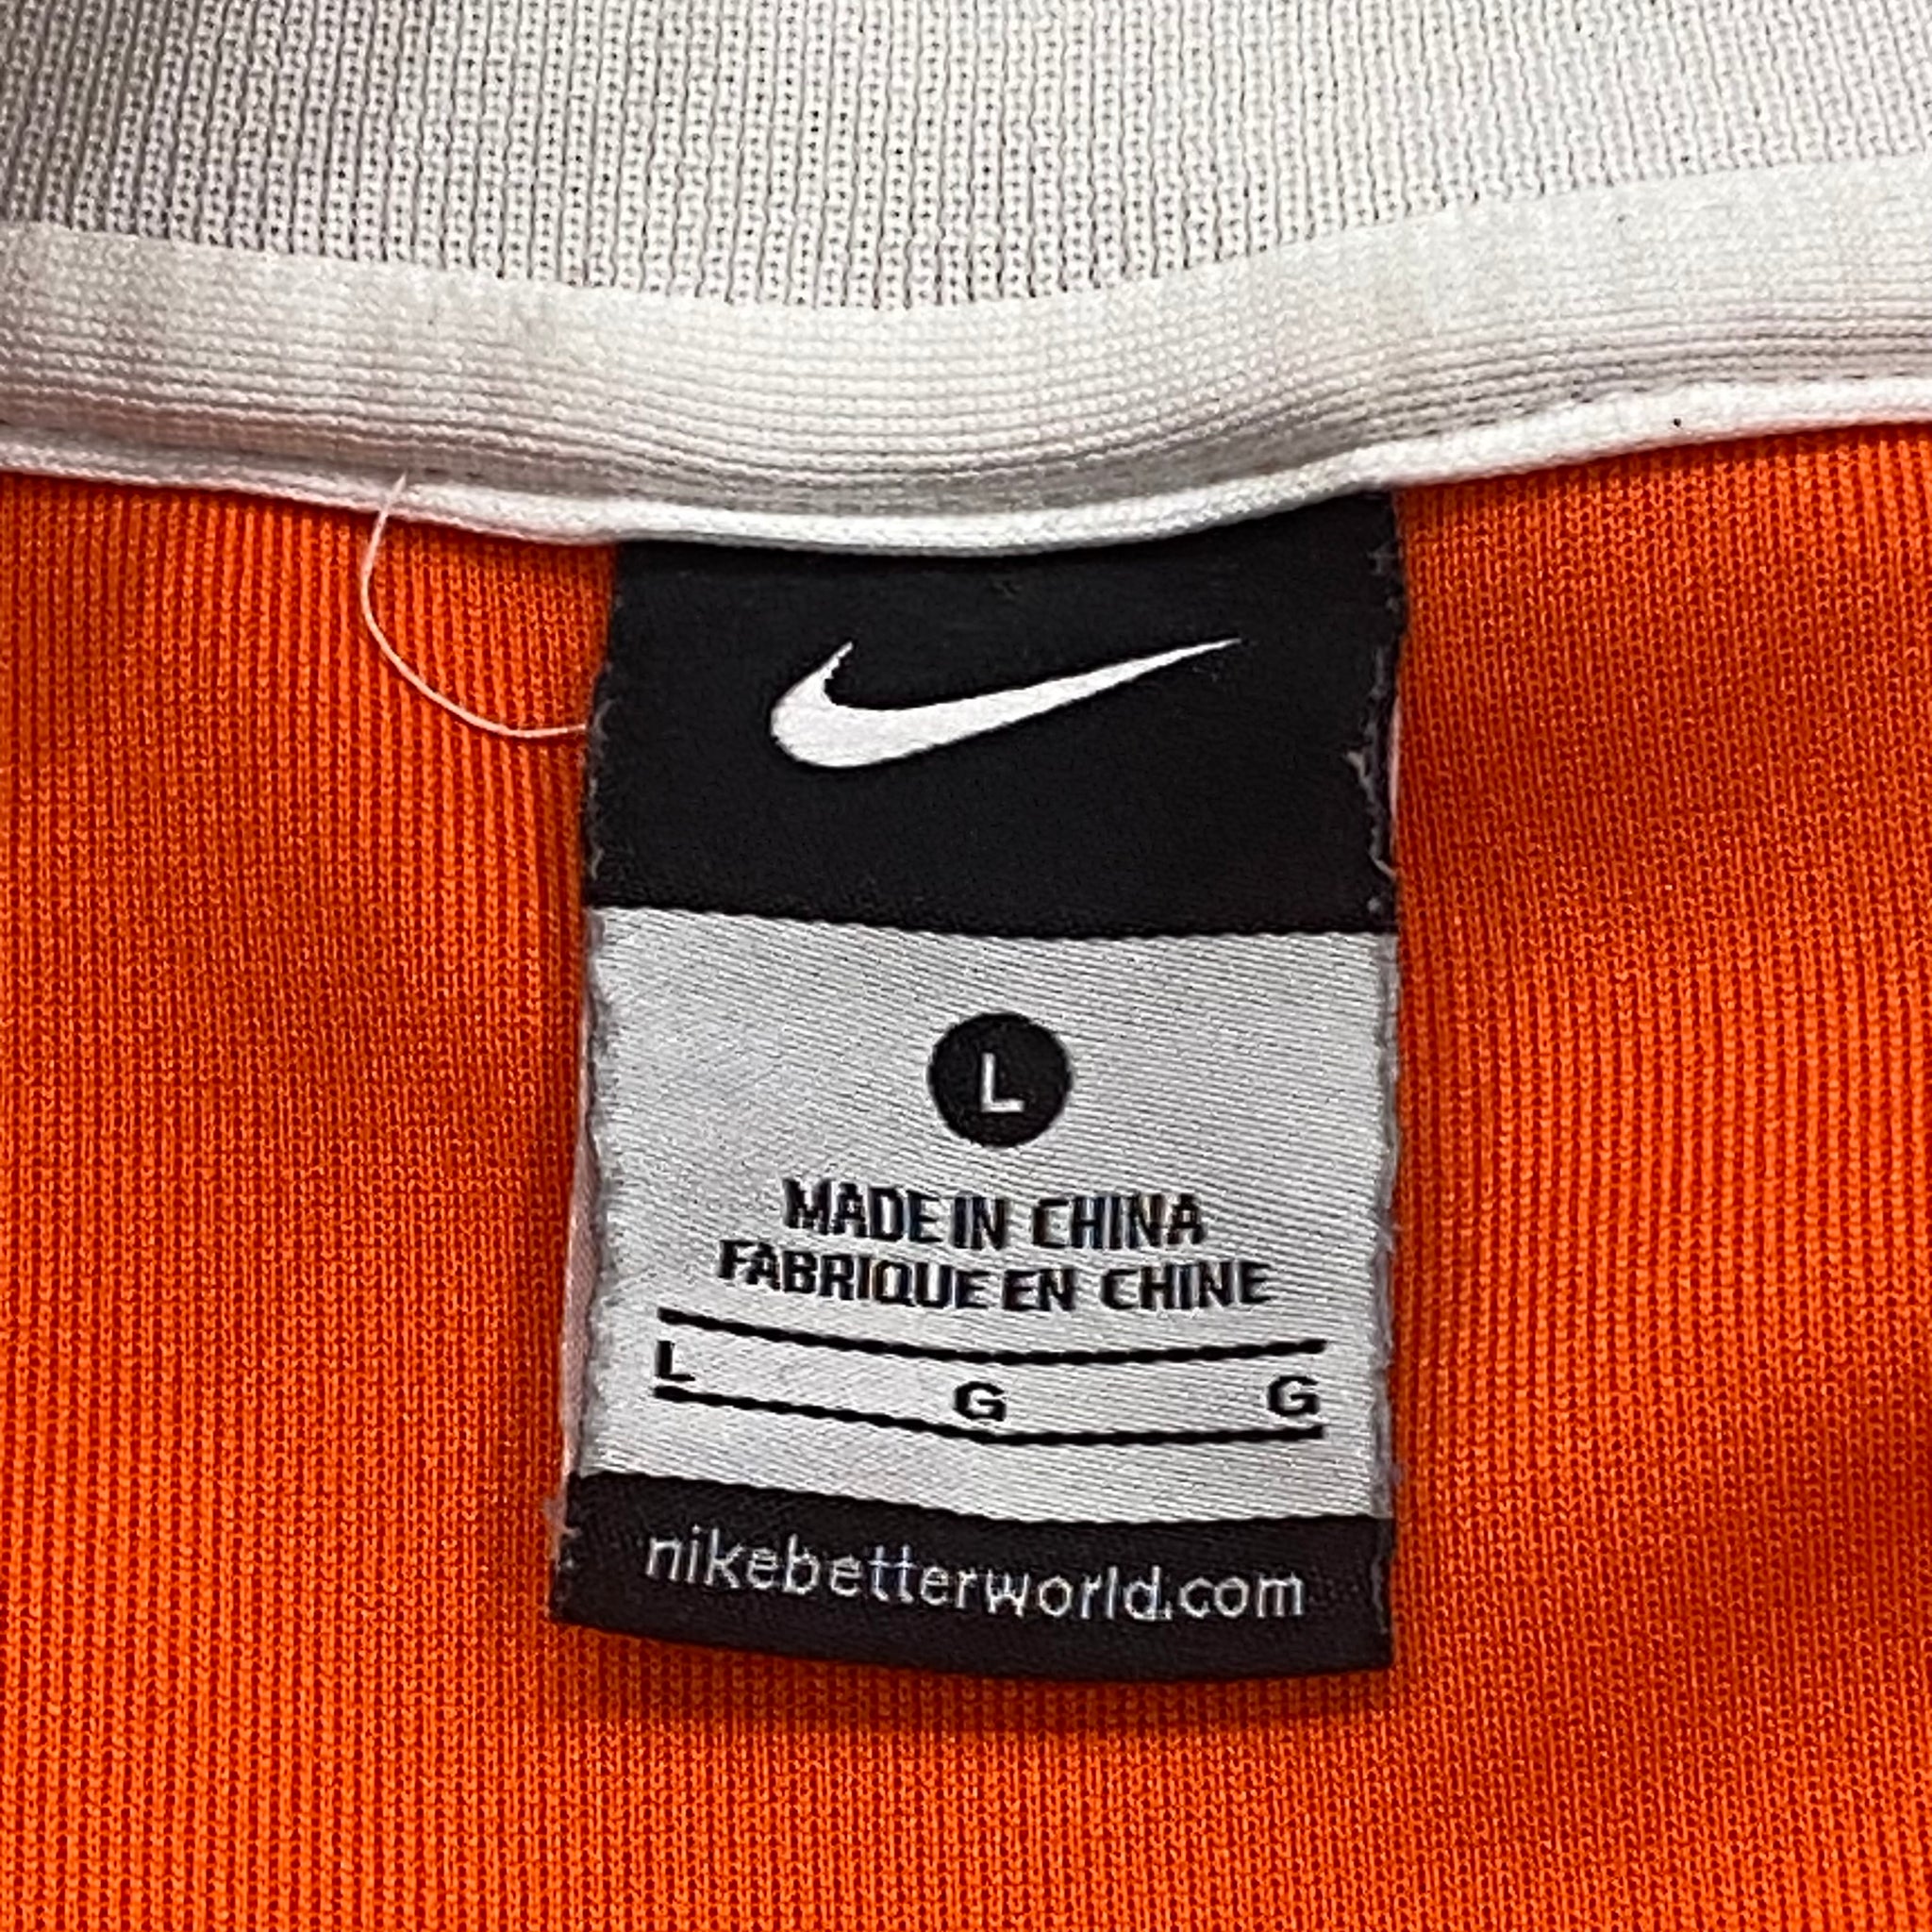 L
MADE IN CHINA
FABRIQUE EN CHINE
L G G
nikebetterworld.com